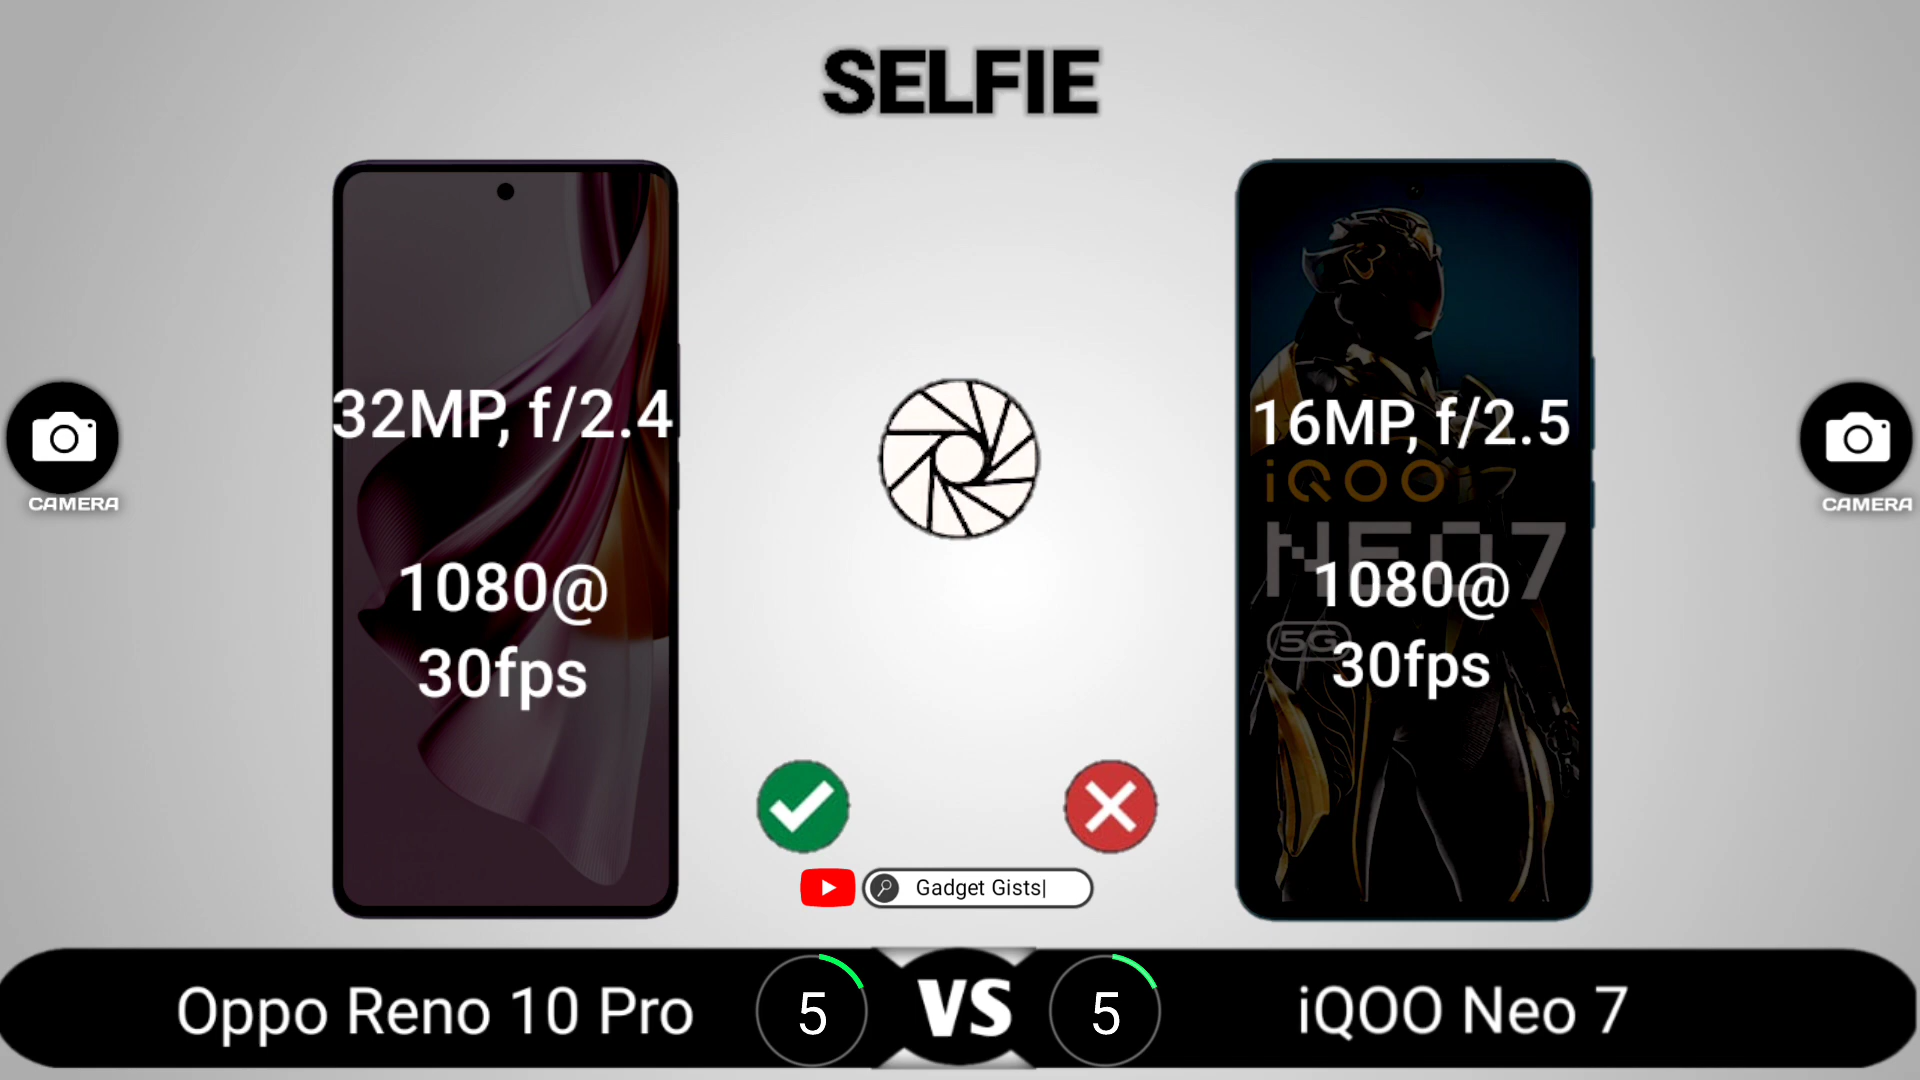 SELFIE
32MP, f/2.4
1080@
30fps
16MP, f/2.5
iQOO
NEO7
1080@
5G
30fps
CAMERA
CAMERA
Gadget Gists|
Oppo Reno 10 Pro
5
VS
5
iQOO Neo 7